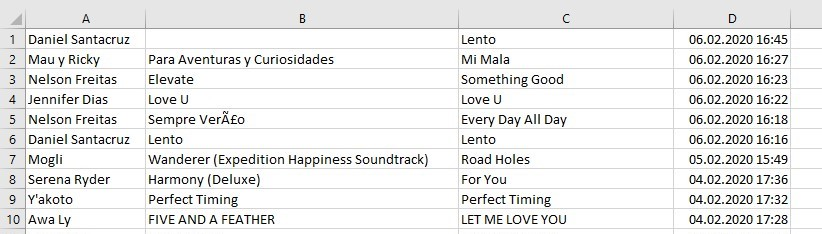 A B C D
1 Daniel Santacruz Lento 06.02.2020 16:45
2 Mau y Ricky Para Aventuras y Curiosidades Mi Mala 06.02.2020 16:27
3 Nelson Freitas Elevate Something Good 06.02.2020 16:23
4 Jennifer Dias Love U Love U 06.02.2020 16:22
5 Nelson Freitas Sempre VerÃ£o Every Day All Day 06.02.2020 16:18
6 Daniel Santacruz Lento Lento 06.02.2020 16:16
7 Mogli Wanderer (Expedition Happiness Soundtrack) Road Holes 05.02.2020 15:49
8 Serena Ryder Harmony (Deluxe) For You 04.02.2020 17:36
9 Y'akoto Perfect Timing Perfect Timing 04.02.2020 17:32
10 Awa Ly FIVE AND A FEATHER LET ME LOVE YOU 04.02.2020 17:28